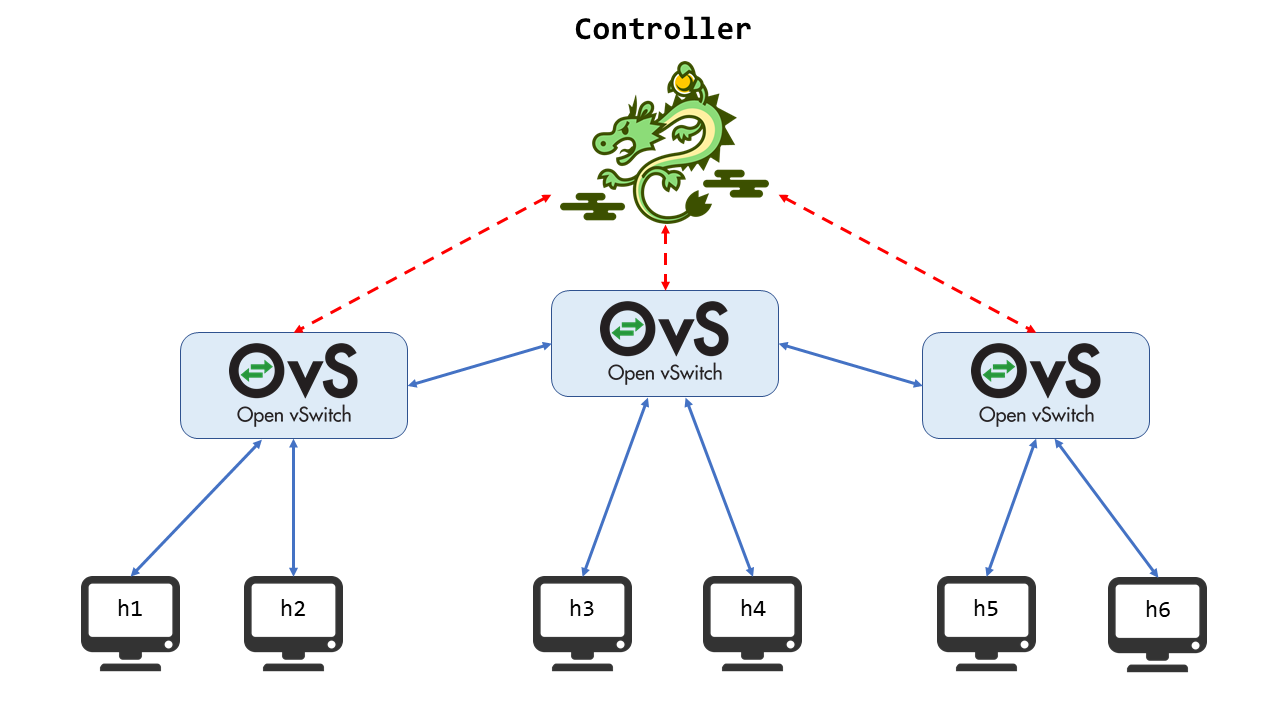 Controller
OvS
Open vSwitch
OvS
Open vSwitch
OvS
Open vSwitch
h1
h2
h3
h4
h5
h6